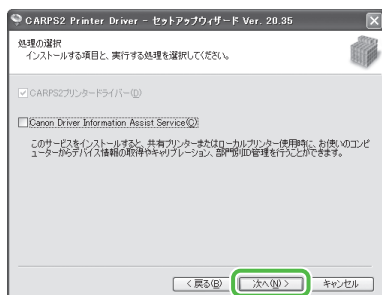 CARPS2 Printer Driver - セットアップウィザード Ver. 20.35
処理の選択
インストールする項目と、実行する処理を選択してください。
CARPS2プリンタードライバー(D)
Canon Driver Information Assist Service(C)
このサービスをインストールすると、共有プリンターまたはローカルプリンター使用時に、お使いのコンピ
ューターからデバイス情報の取得やキャリブレーション、部門別ID管理を行うことができます。
< 戻る(B)
次へ(N) >
キャンセル